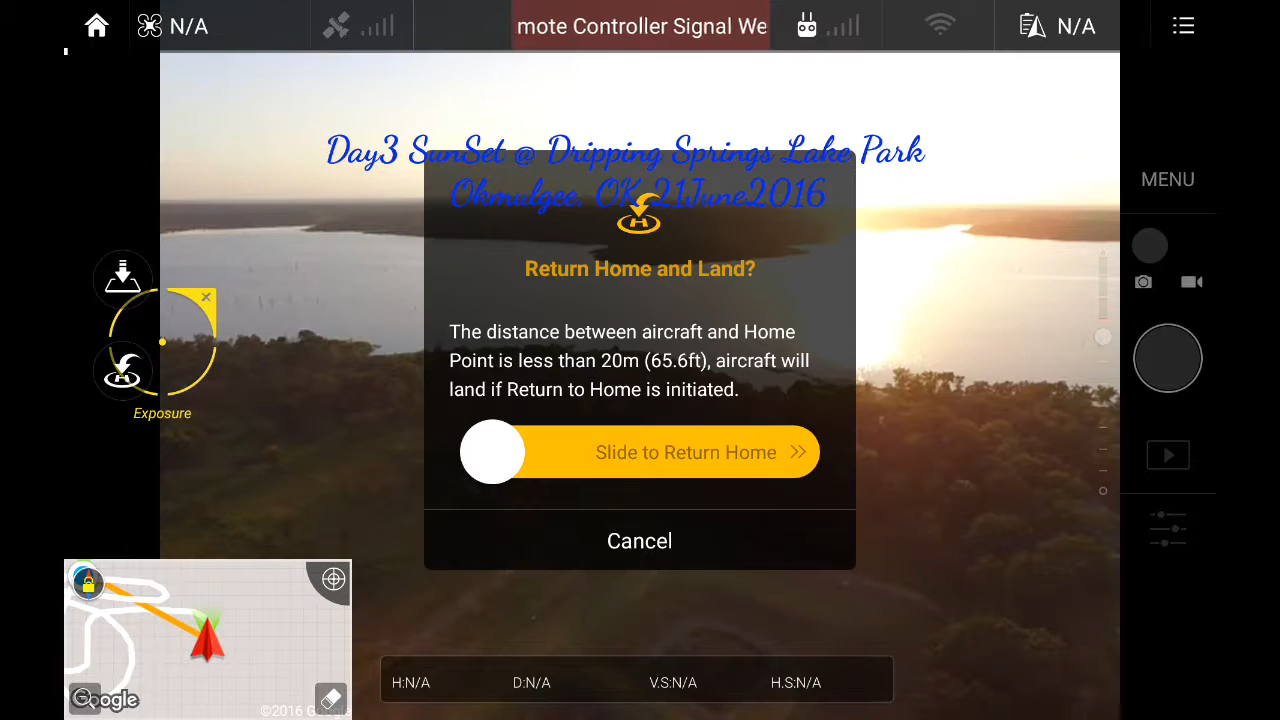 N/A
mote Controller Signal We
N/A
Day3 SunSet @ Dripping Springs Lake Park
Okmulgee, OK 21June2016
MENU
Return Home and Land?
The distance between aircraft and Home
Point is less than 20m (65.6ft), aircraft will
land if Return to Home is initiated.
Exposure
Slide to Return Home
Cancel
H:N/A
D:N/A
V.S:N/A
H.S:N/A
Google
©2016 Google